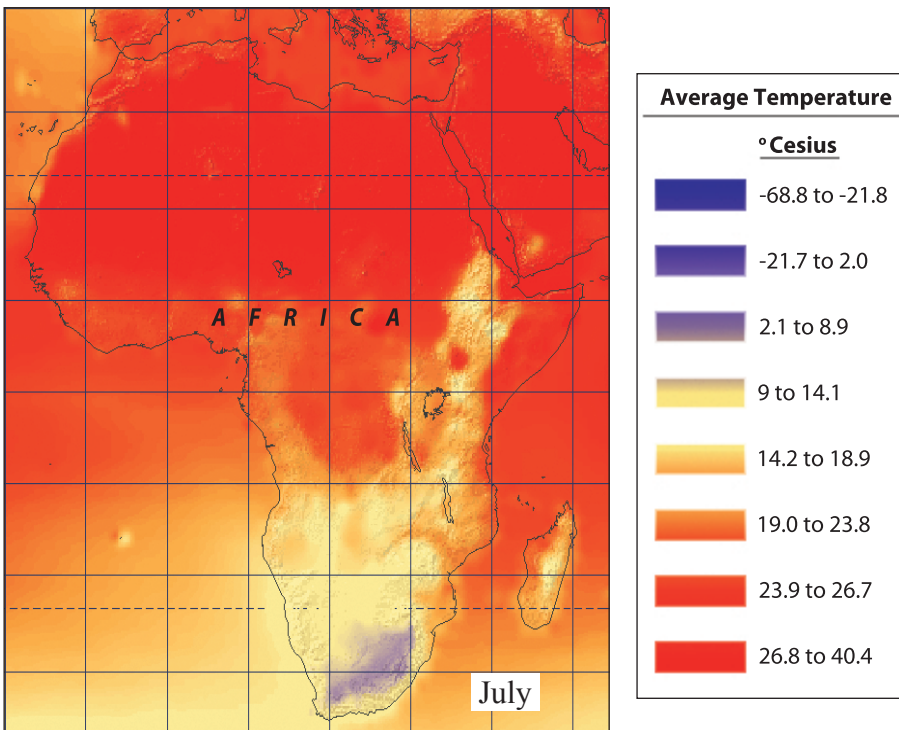 AFRICA
July
Average Temperature
º Cesius
-68.8 to -21.8
-21.7 to 2.0
2.1 to 8.9
9 to 14.1
14.2 to 18.9
19.0 to 23.8
23.9 to 26.7
26.8 to 40.4